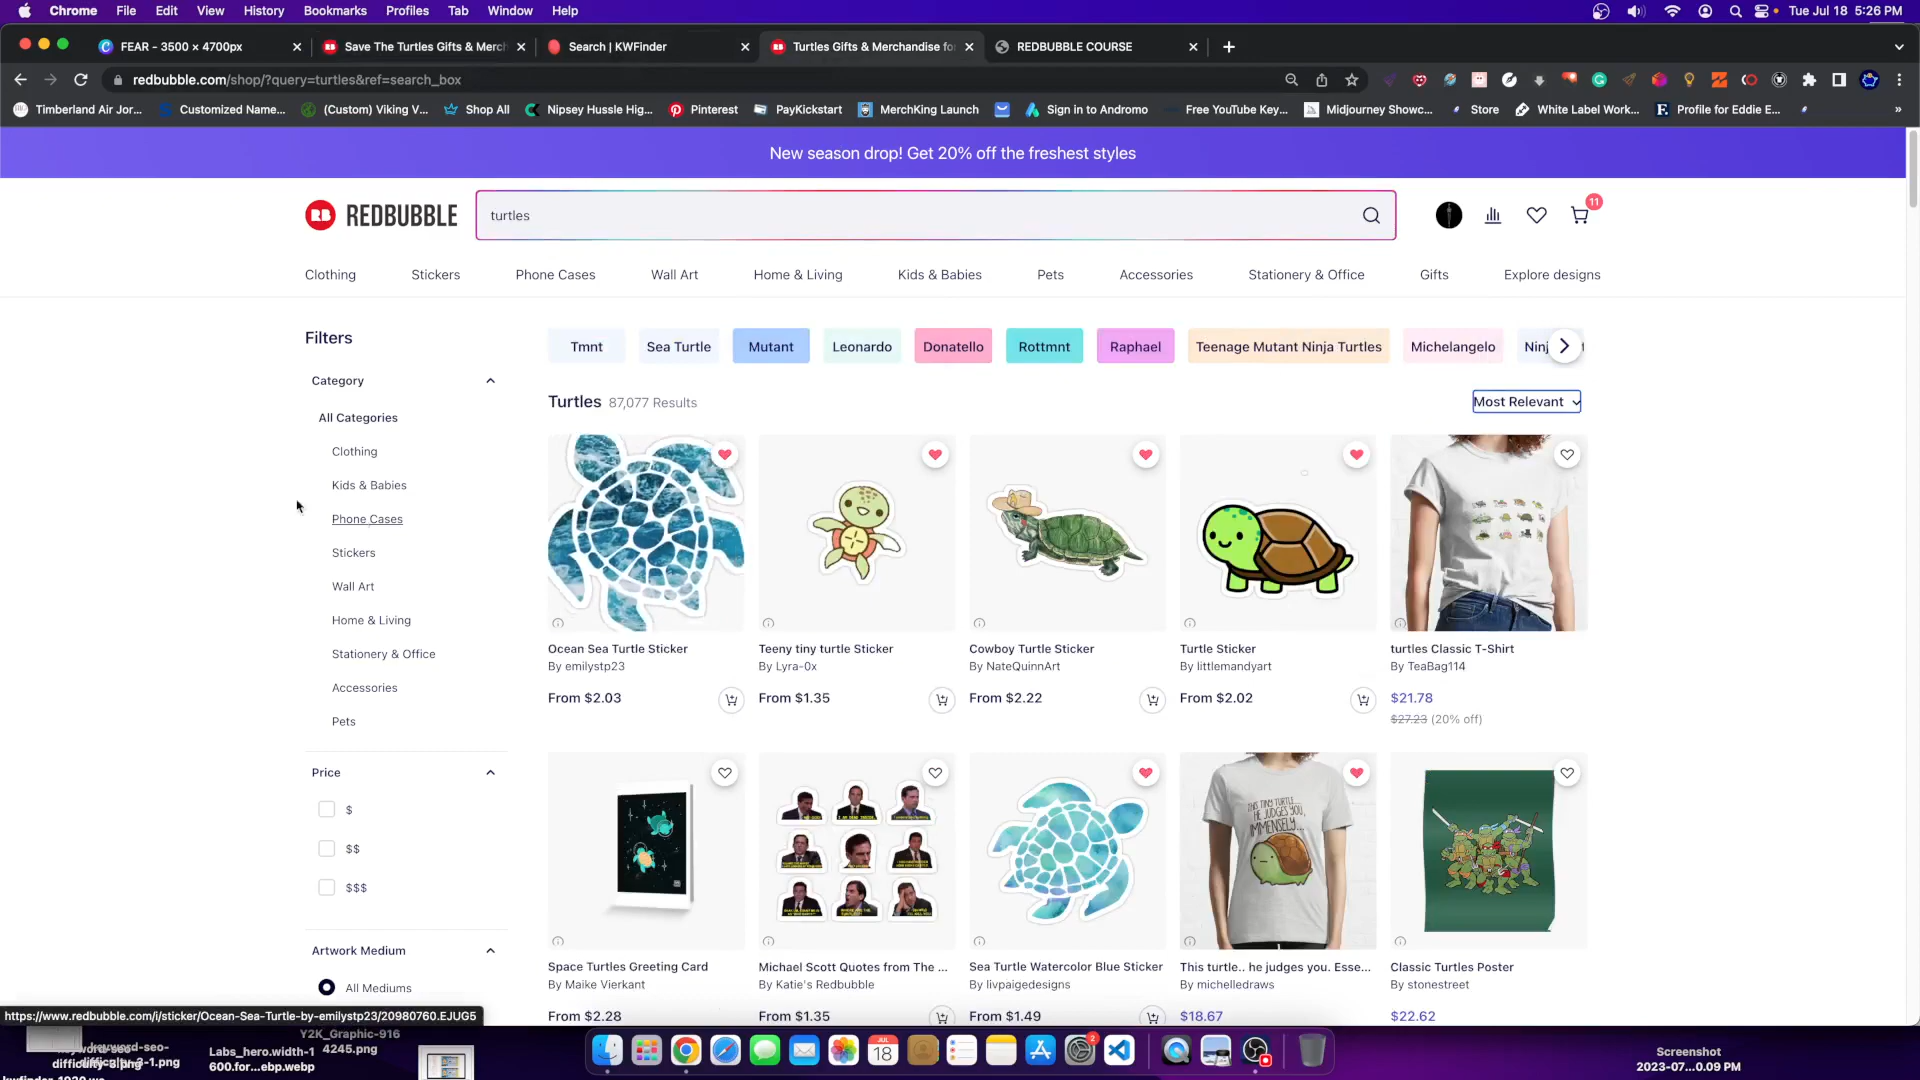 Chrome File Edit View History Bookmarks Profiles Tab Window Help Tue Jul 18 5:26 PM
FEAR - 3500 × 4700px Save The Turtles Gifts & Merch Search | KWFinder Turtles Gifts & Merchandise fo REDBUBBLE COURSE
redbubble.com/shop/?query=turtles&ref=search_box
Timberland Air Jor... Customized Name... (Custom) Viking V... Shop All Nipsey Hussle Hig... Pinterest PayKickstart MerchKing Launch Sign in to Andromo Free YouTube Key... Midjourney Showc... Store White Label Work... Profile for Eddie E... »
New season drop! Get 20% off the freshest styles
RB REDBUBBLE turtles 11
Clothing Stickers Phone Cases Wall Art Home & Living Kids & Babies Pets Accessories Stationery & Office Gifts Explore designs
Filters
Tmnt Sea Turtle Mutant Leonardo Donatello Rottmnt Raphael Teenage Mutant Ninja Turtles Michelangelo
Category
Turtles 87,077 Results Most Relevant
All Categories
Clothing
Kids & Babies
Phone Cases
Stickers
Wall Art
Home & Living
Stationery & Office
Accessories
Pets
Ocean Sea Turtle Sticker
By emilystp23
From $2.03
Teeny tiny turtle Sticker
By Lyra-0x
From $1.35
Cowboy Turtle Sticker
By NateQuinnArt
From $2.22
Turtle Sticker
By littlemandyart
From $2.02
turtles Classic T-Shirt
By TeaBag114
$21.78
$27.23 (20% off)
Price
$
$$
$$$
Artwork Medium
All Mediums
THIS TINY TURTLE...
HE JUDGES YOU,
IMMENSELY...
Space Turtles Greeting Card
By Maike Vierkant
From $2.28
Michael Scott Quotes from The ...
By Katie's Redbubble
From $1.35
Sea Turtle Watercolor Blue Sticker
By livpaigedesigns
From $1.49
This turtle.. he judges you. Esse...
By michelledraws
$18.67
Classic Turtles Poster
By stonestreet
$22.62
https://www.redbubble.com/i/sticker/Ocean-Sea-Turtle-by-emilystp23/20980760.EJUG5
Y2K_Graphic-916
4245.png
Labs_hero.width-1
600.for...ebp.webp
JUL
18
2
Screenshot
2023-07...0.09 PM